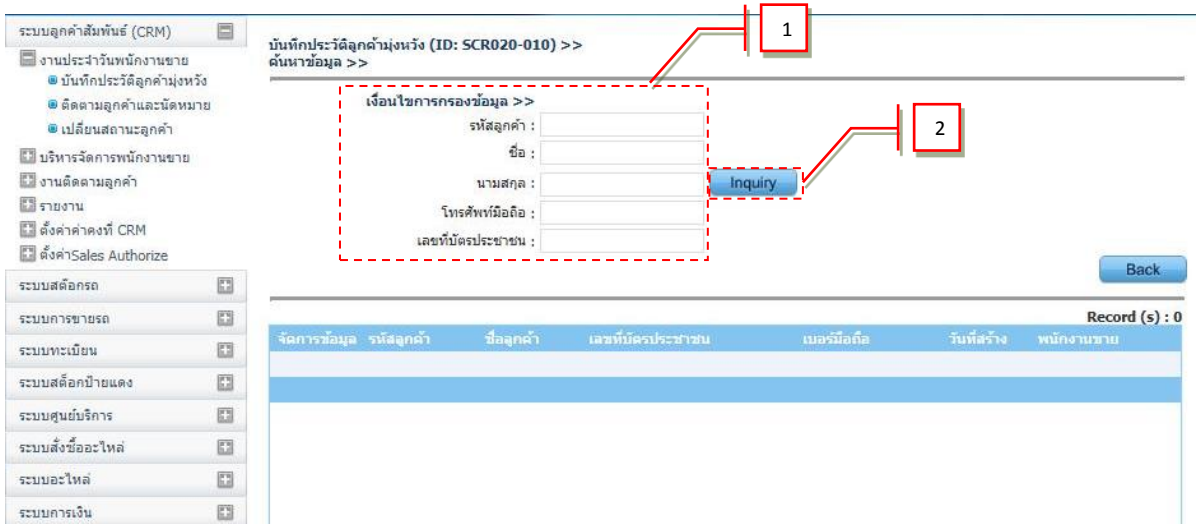 ระบบลูกค้าสัมพันธ์ (CRM)
งานประจำวันพนักงานขาย
บันทึกประวัติลูกค้ามุ่งหวัง
ติดตามลูกค้าและนัดหมาย
เปลี่ยนสถานะลูกค้า
บริหารจัดการพนักงานขาย
งานติดตามลูกค้า
รายงาน
ตั้งค่าค่าคงที่ CRM
ตั้งค่าSales Authorize
ระบบสต๊อกรถ
ระบบการขายรถ
ระบบทะเบียน
ระบบสต็อกป้ายแดง
ระบบศูนย์บริการ
ระบบสั่งซื้ออะไหล่
ระบบอะไหล่
ระบบการเงิน
บันทึกประวัติลูกค้ามุ่งหวัง (ID: SCR020-010) >>
ค้นหาข้อมูล >>
1
เงื่อนไขการกรองข้อมูล >>
รหัสลูกค้า :
ชื่อ :
2
นามสกุล :
Inquiry
โทรศัพท์มือถือ :
เลขที่บัตรประชาชน :
Back
Record (s) : 0
จัดการข้อมูล รหัสลูกค้า ชื่อลูกค้า เลขที่บัตรประชาชน เบอร์มือถือ วันที่สร้าง พนักงานขาย